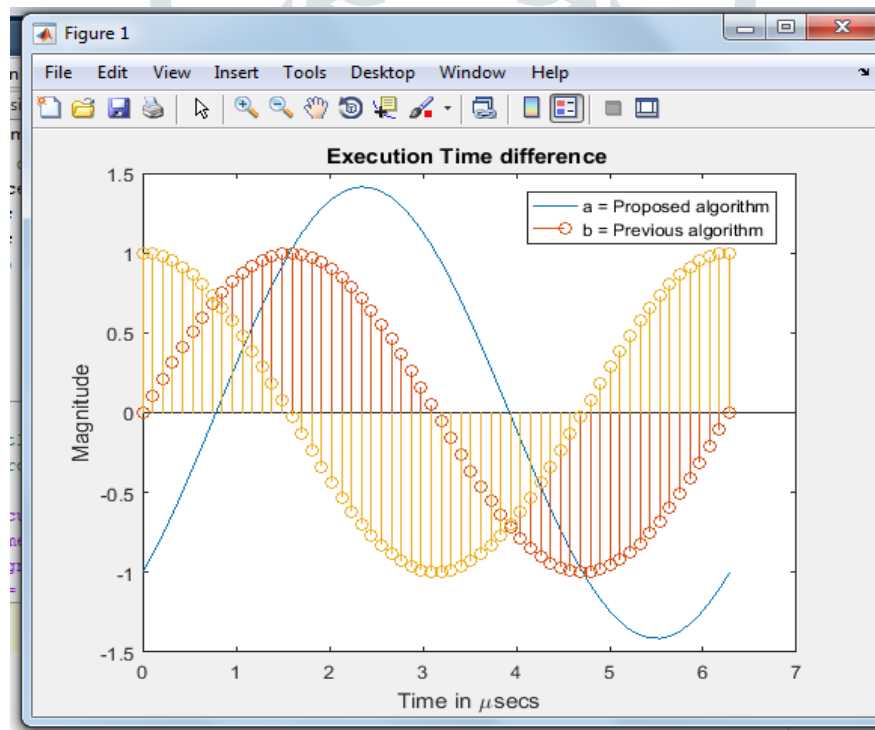 Figure 1
File Edit View Insert Tools Desktop Window Help
Execution Time difference
a = Proposed algorithm
b = Previous algorithm
Magnitude
1.5
1
0.5
0
-0.5
-1
-1.5
0 1 2 3 4 5 6 7
Time in μsecs